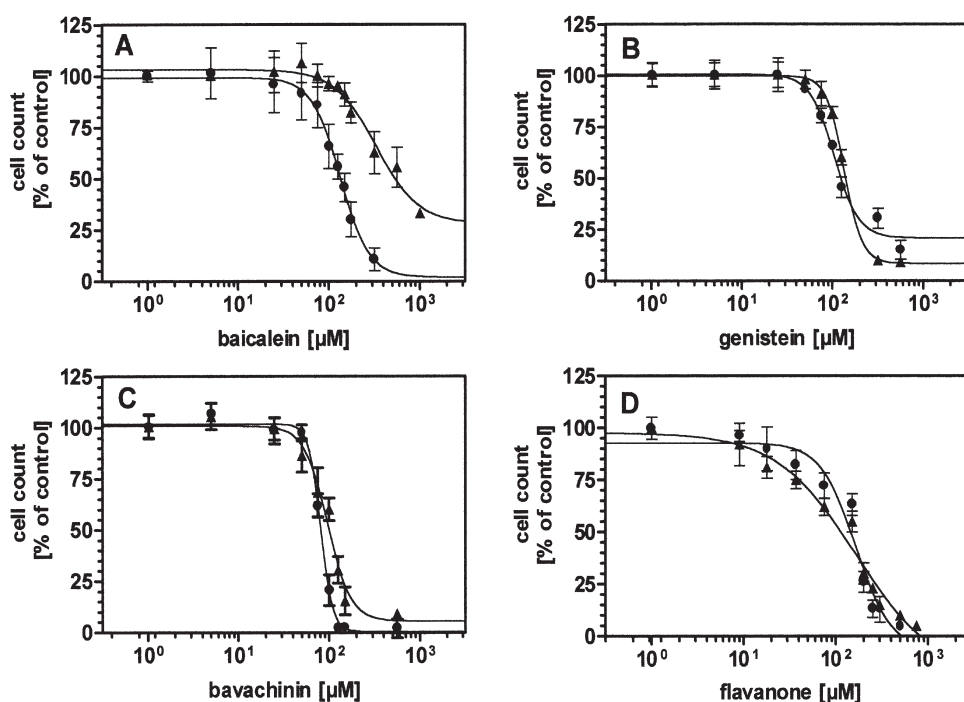 A
cell count
[% of control]
125
100
75
50
25
0
10⁰ 10¹ 10² 10³
baicalein [µM]
B
cell count
[% of control]
125
100
75
50
25
0
10⁰ 10¹ 10² 10³
genistein [µM]
C
cell count
[% of control]
125
100
75
50
25
0
10⁰ 10¹ 10² 10³
bavachinin [µM]
D
cell count
[% of control]
125
100
75
50
25
0
10⁰ 10¹ 10² 10³
flavanone [µM]